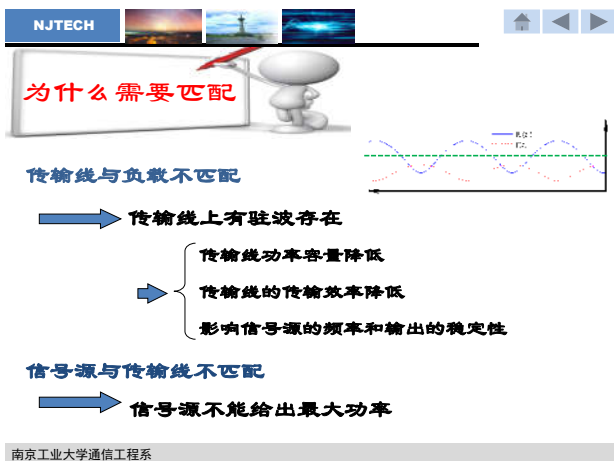 NJTECH
为什么需要匹配
传输线与负载不匹配
传输线上有驻波存在
传输线功率容量降低
传输线的传输效率降低
影响信号源的频率和输出的稳定性
信号源与传输线不匹配
信号源不能给出最大功率
南京工业大学通信工程系